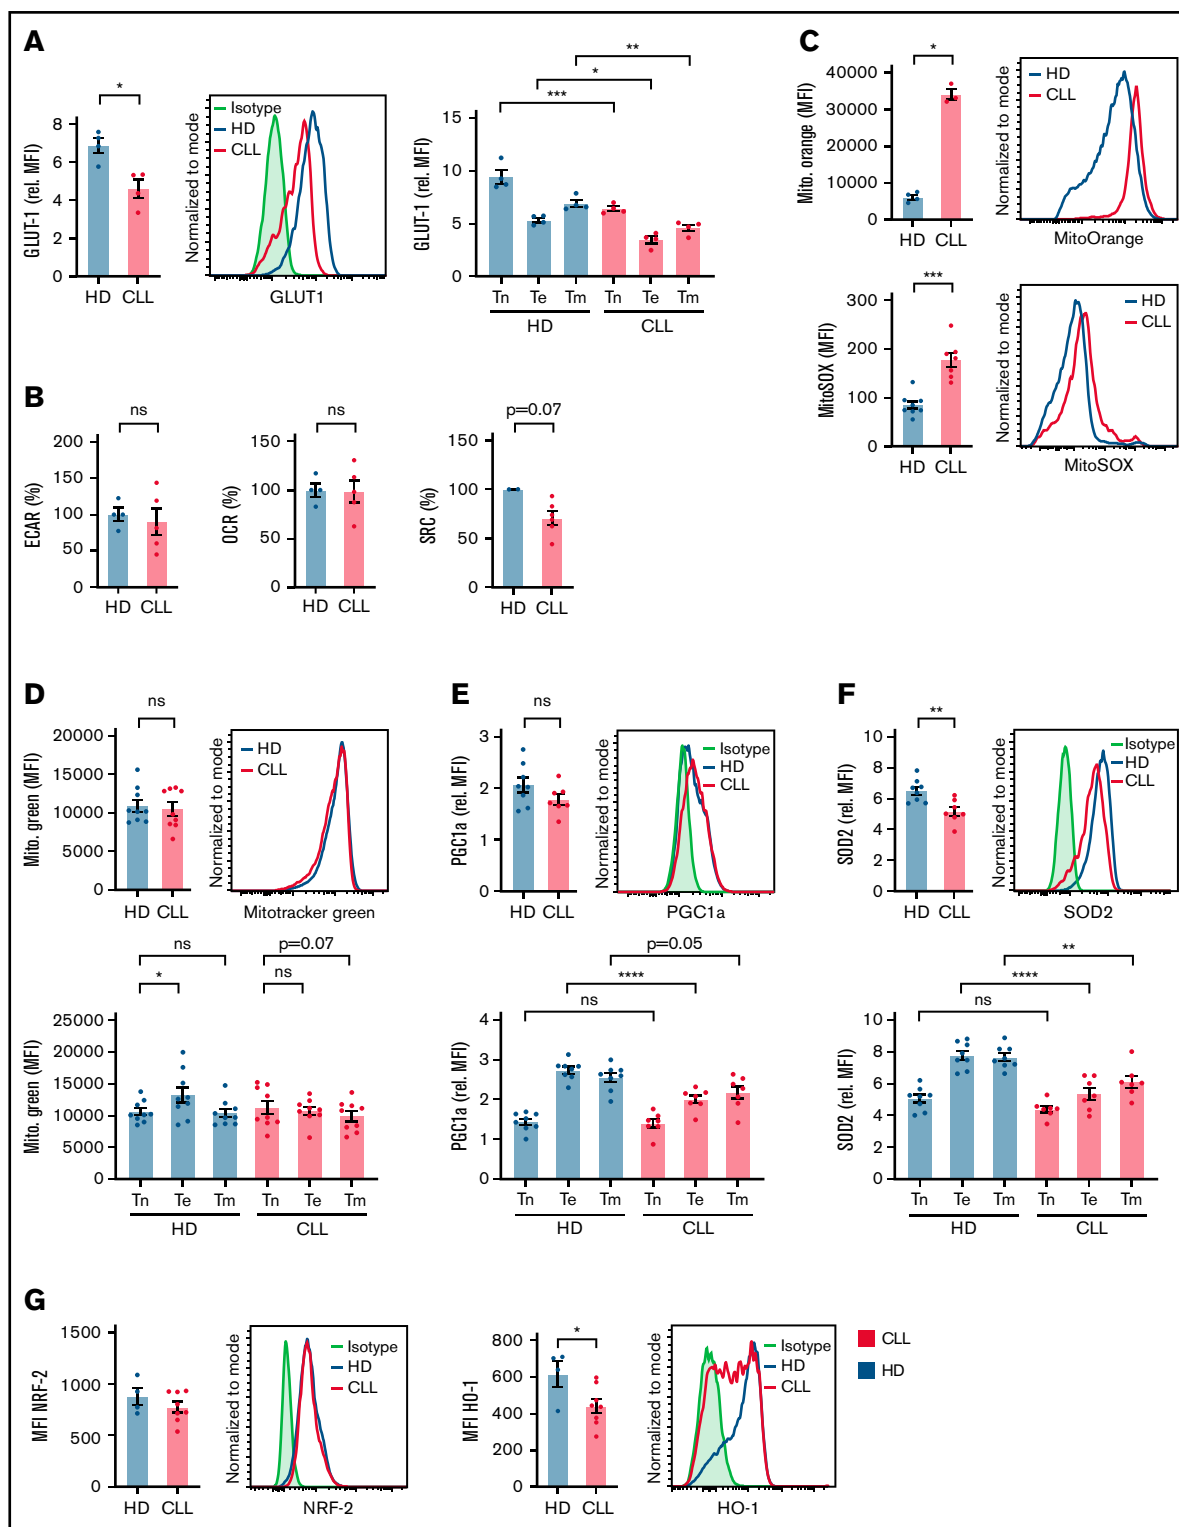 A
*
GLUT-1 (rel. MFI)
8
6
4
2
0
HD CLL
Normalized to mode
Isotype
HD
CLL
GLUT1
**
*
***
GLUT-1 (rel. MFI)
15
10
5
0
Tn Te Tm Tn Te Tm
HD CLL
C
*
Mito. orange (MFI)
40000
30000
10000
0
HD CLL
Normalized to mode
HD
CLL
MitoOrange
***
MitoSOX (MFI)
300
200
100
0
HD CLL
Normalized to mode
HD
CLL
MitoSOX
B
ns
ECAR (%)
200
150
100
50
0
HD CLL
ns
OCR (%)
150
100
50
0
HD CLL
p=0.07
SRC (%)
150
100
50
0
HD CLL
D
ns
Mito. green (MFI)
20000
15000
10000
5000
0
HD CLL
Normalized to mode
HD
CLL
Mitotracker green
ns
*
p=0.07
ns
Mito. green (MFI)
25000
20000
15000
10000
5000
0
Tn Te Tm Tn Te Tm
HD CLL
E
ns
PGC1a (rel. MFI)
3
2
1
0
HD CLL
Normalized to mode
Isotype
HD
CLL
PGC1a
p=0.05
****
ns
PGC1a (rel. MFI)
4
3
2
1
0
Tn Te Tm Tn Te Tm
HD CLL
F
**
SOD2 (rel. MFI)
10
8
6
4
2
0
HD CLL
Normalized to mode
Isotype
HD
CLL
SOD2
**
****
ns
SOD2 (rel. MFI)
10
8
6
4
2
0
Tn Te Tm Tn Te Tm
HD CLL
G
MFI NRF-2
1500
1000
500
0
HD CLL
Normalized to mode
Isotype
HD
CLL
NRF-2
*
MFI HO-1
800
600
400
200
0
HD CLL
Normalized to mode
Isotype
HD
CLL
HO-1
CLL
HD